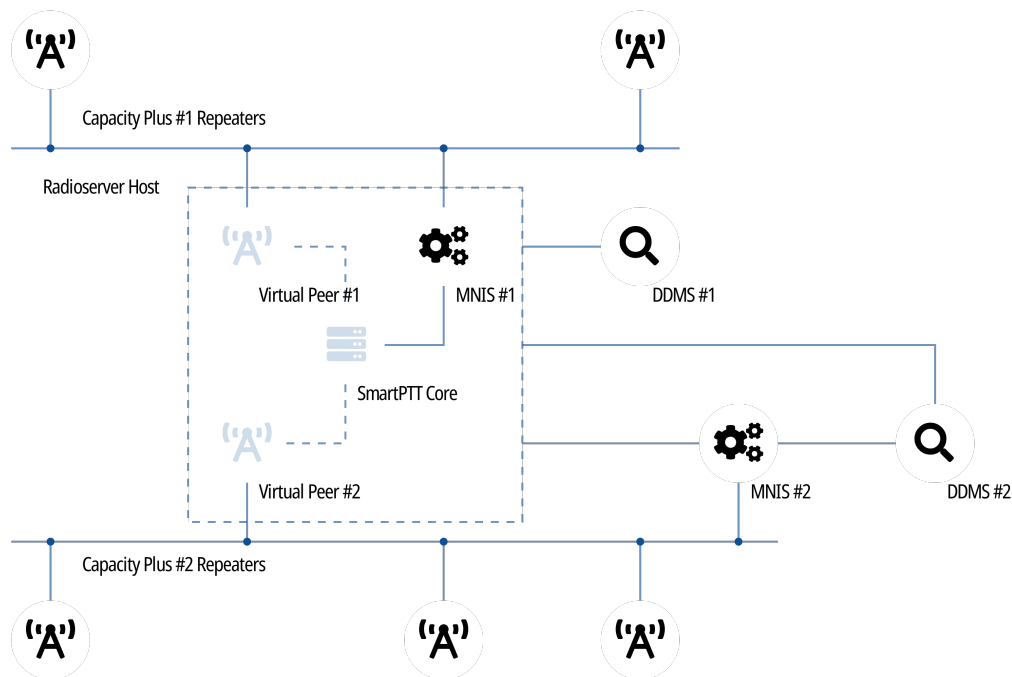 Capacity Plus #1 Repeaters
Radioserver Host
Virtual Peer #1
MNIS #1
DDMS #1
SmartPTT Core
Virtual Peer #2
MNIS #2
DDMS #2
Capacity Plus #2 Repeaters